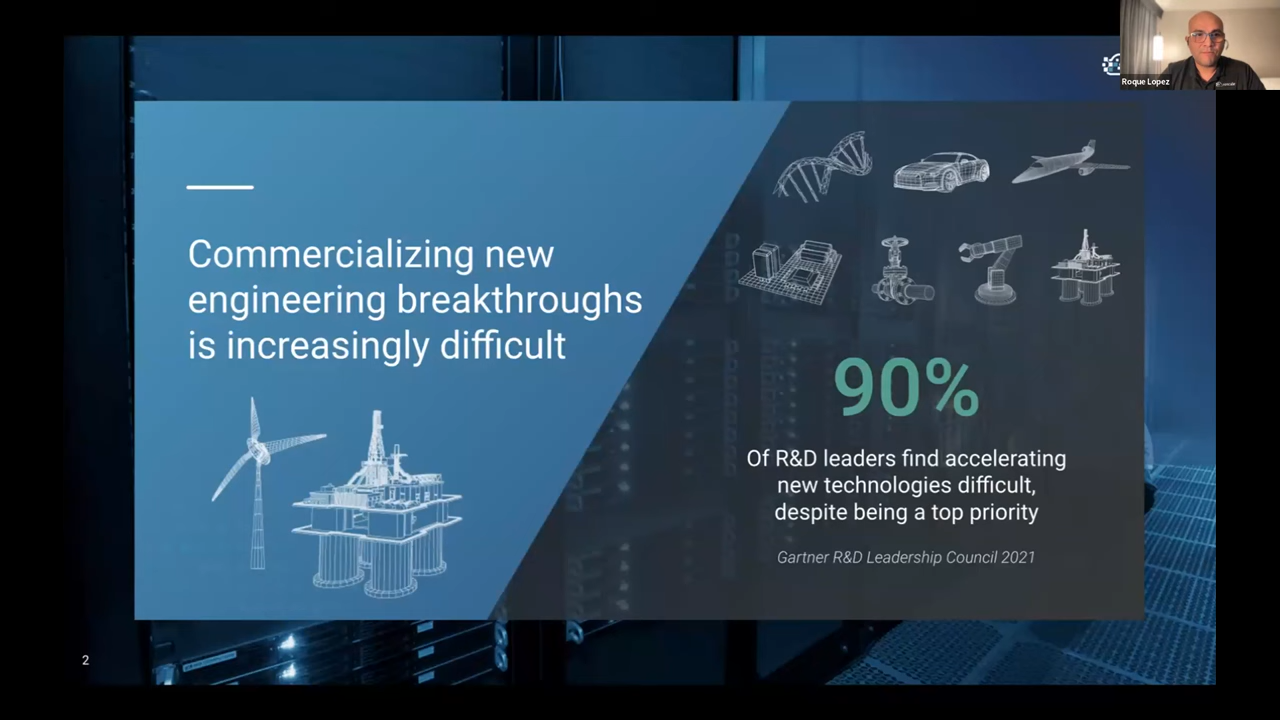 Roque Lopez
Commercializing new
engineering breakthroughs
is increasingly difficult
90%
Of R&D leaders find accelerating
new technologies difficult,
despite being a top priority
Gartner R&D Leadership Council 2021
2